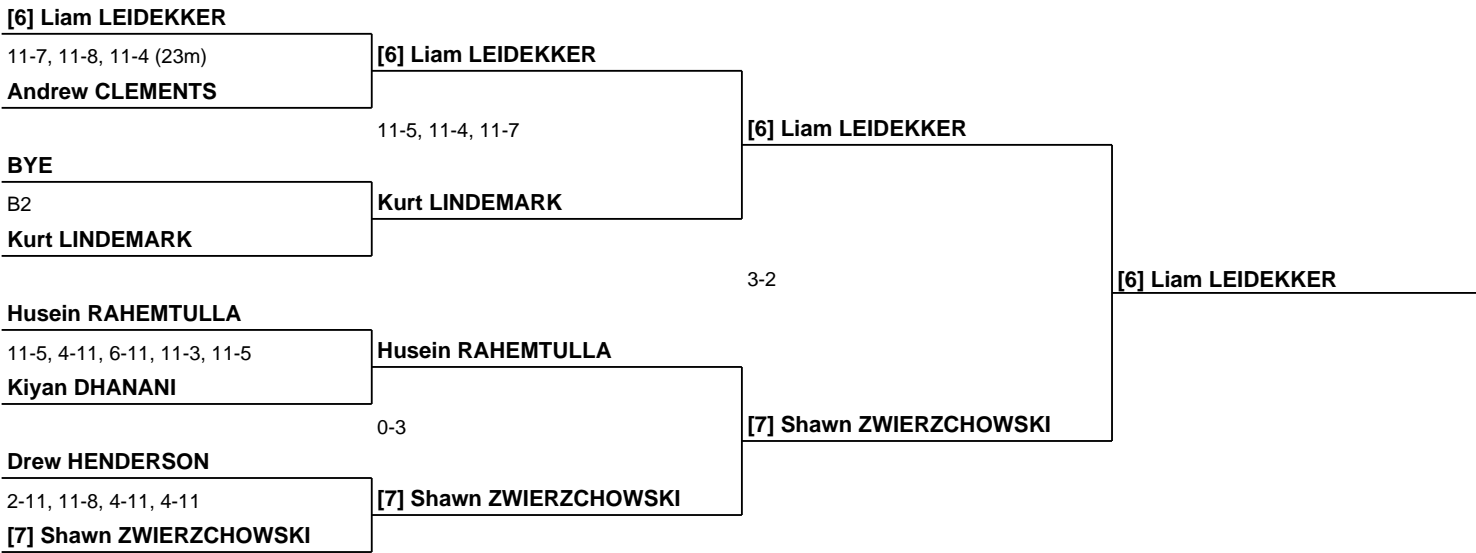 [6] Liam LEIDEKKER
11-7, 11-8, 11-4 (23m)
[6] Liam LEIDEKKER
Andrew CLEMENTS
11-5, 11-4, 11-7
[6] Liam LEIDEKKER
BYE
B2
Kurt LINDEMARK
Kurt LINDEMARK
3-2
[6] Liam LEIDEKKER
Husein RAHEMTULLA
11-5, 4-11, 6-11, 11-3, 11-5
Husein RAHEMTULLA
Kiyan DHANANI
0-3
[7] Shawn ZWIERZCHOWSKI
Drew HENDERSON
2-11, 11-8, 4-11, 4-11
[7] Shawn ZWIERZCHOWSKI
[7] Shawn ZWIERZCHOWSKI